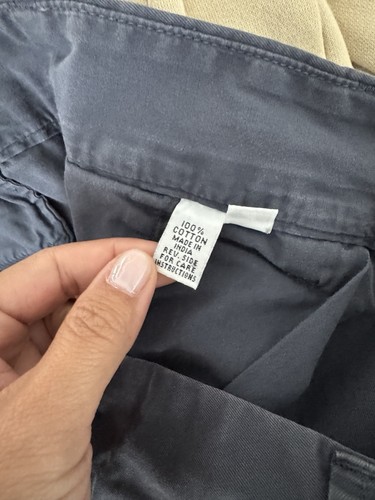 100%
COTTON
MADE IN
INDIA
REV. SIDE
FOR CARE
INSTRUCTIONS